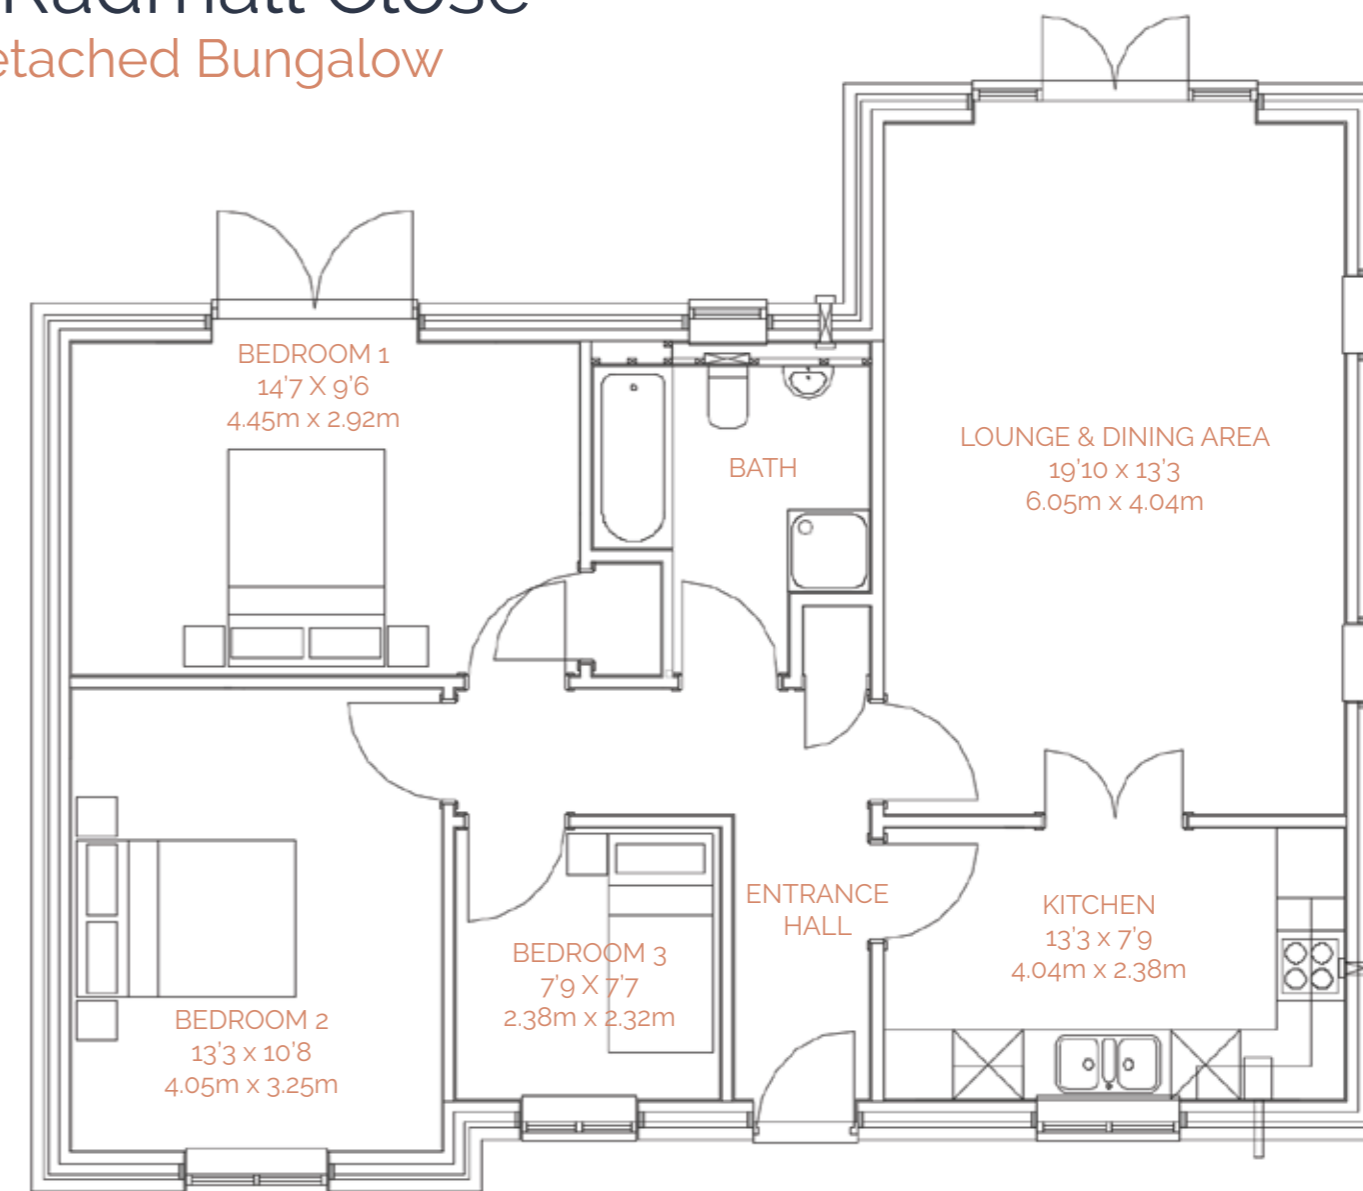 Close
Bungalow
BEDROOM 1
14'7 X 9'6
4.45m x 2.92m
BATH
LOUNGE & DINING AREA
19'10 x 13'3
6.05m x 4.04m
ENTRANCE
HALL
KITCHEN
13'3 x 7'9
4.04m x 2.38m
BEDROOM 3
7'9 X 7'7
2.38m x 2.32m
BEDROOM 2
13'3 x 10'8
4.05m x 3.25m